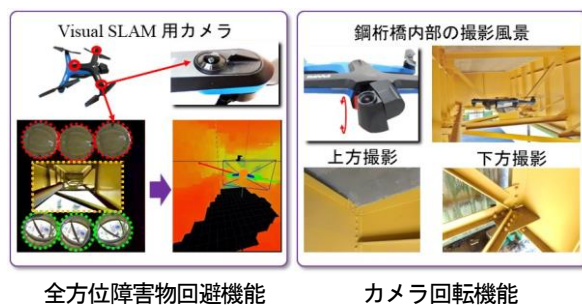 Visual SLAM 用カメラ
鋼桁橋内部の撮影風景
上方撮影
下方撮影
全方位障害物回避機能
カメラ回転機能